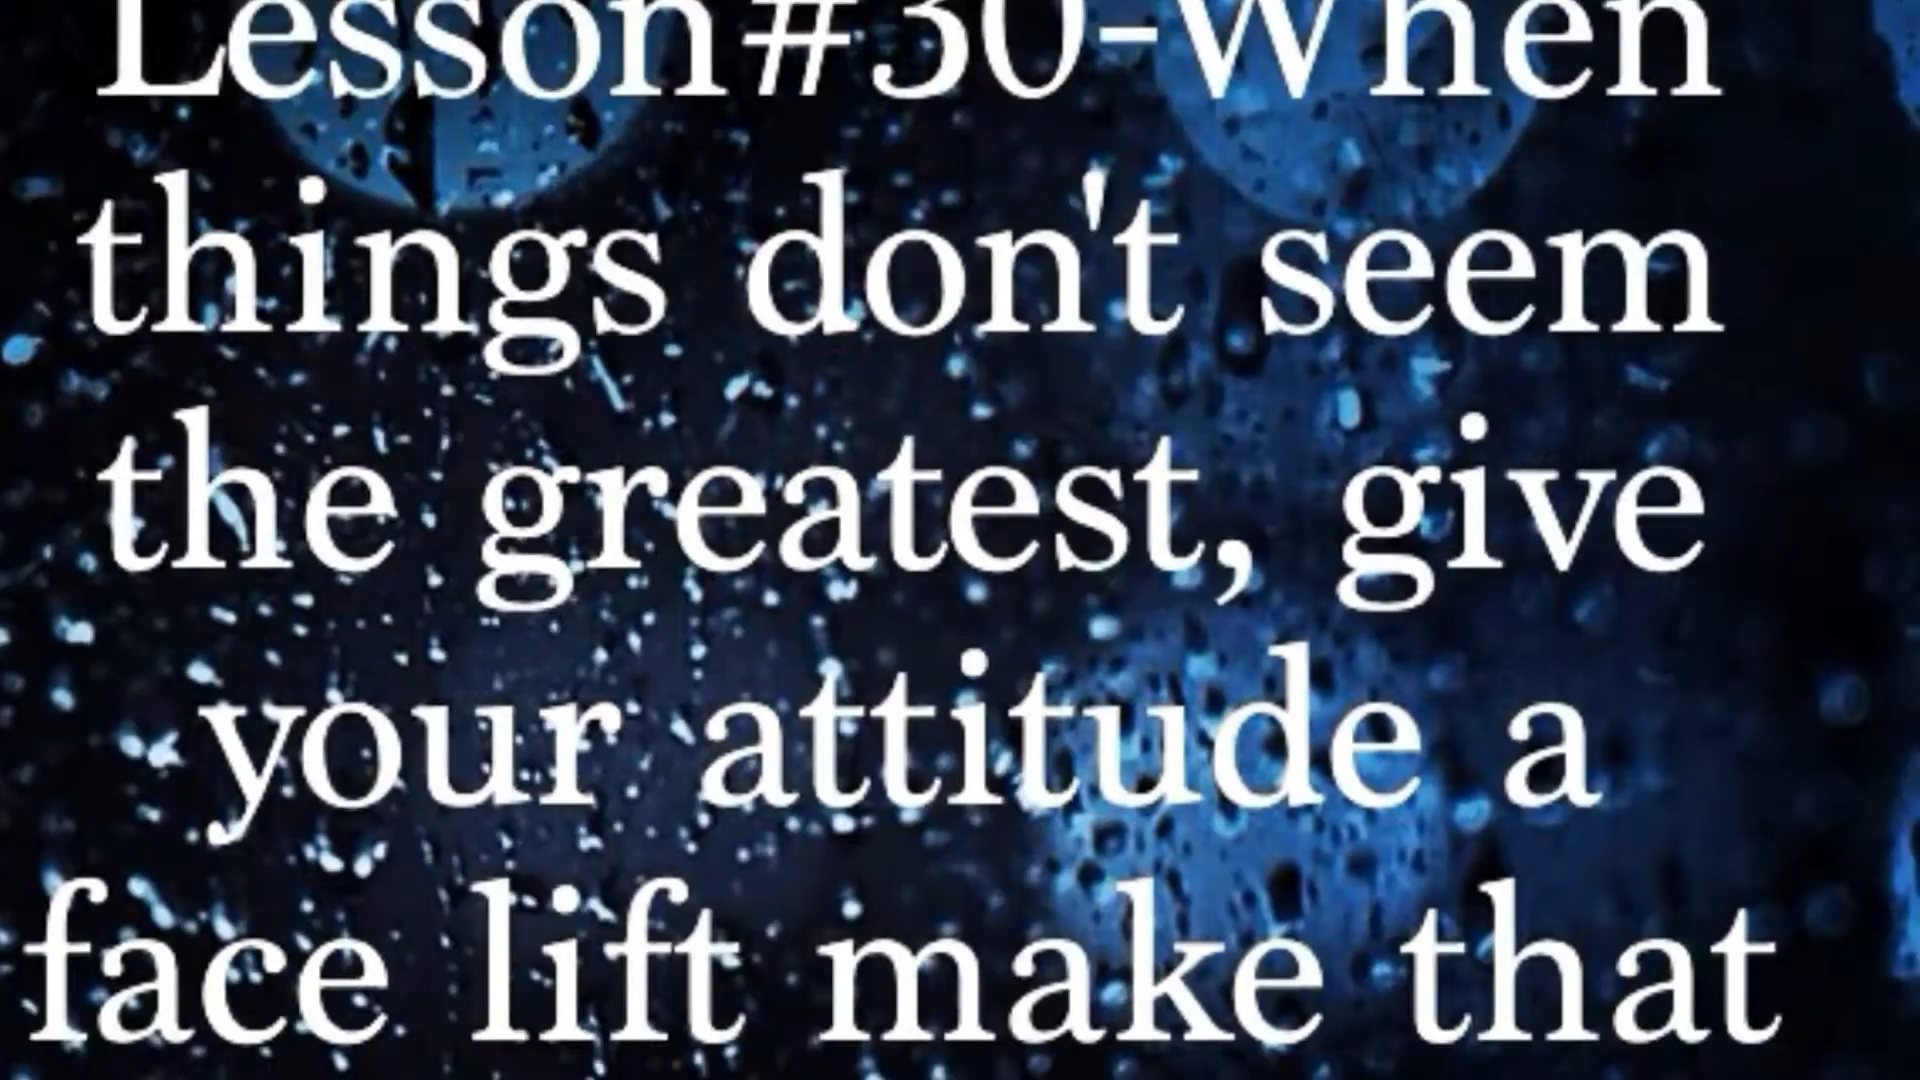 Lesson#30-When
things don't seem
the greatest, give
your attitude a
face lift make that